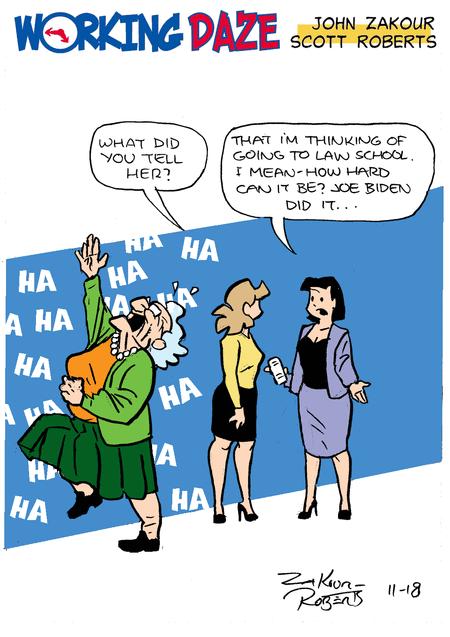 WORKING DAZE
JOHN ZAKOUR
SCOTT ROBERTS
WHAT DID
YOU TELL
HER?
THAT I'M THINKING OF
GOING TO LAW SCHOOL.
I MEAN-HOW HARD
CAN IT BE? JOE BIDEN
DID IT...
HA HA
HA HA
HA HA HA
A HA
HA HA
HA
A HA
HA HA
HA HA
ZAKOUR-
ROBERTS 11-18